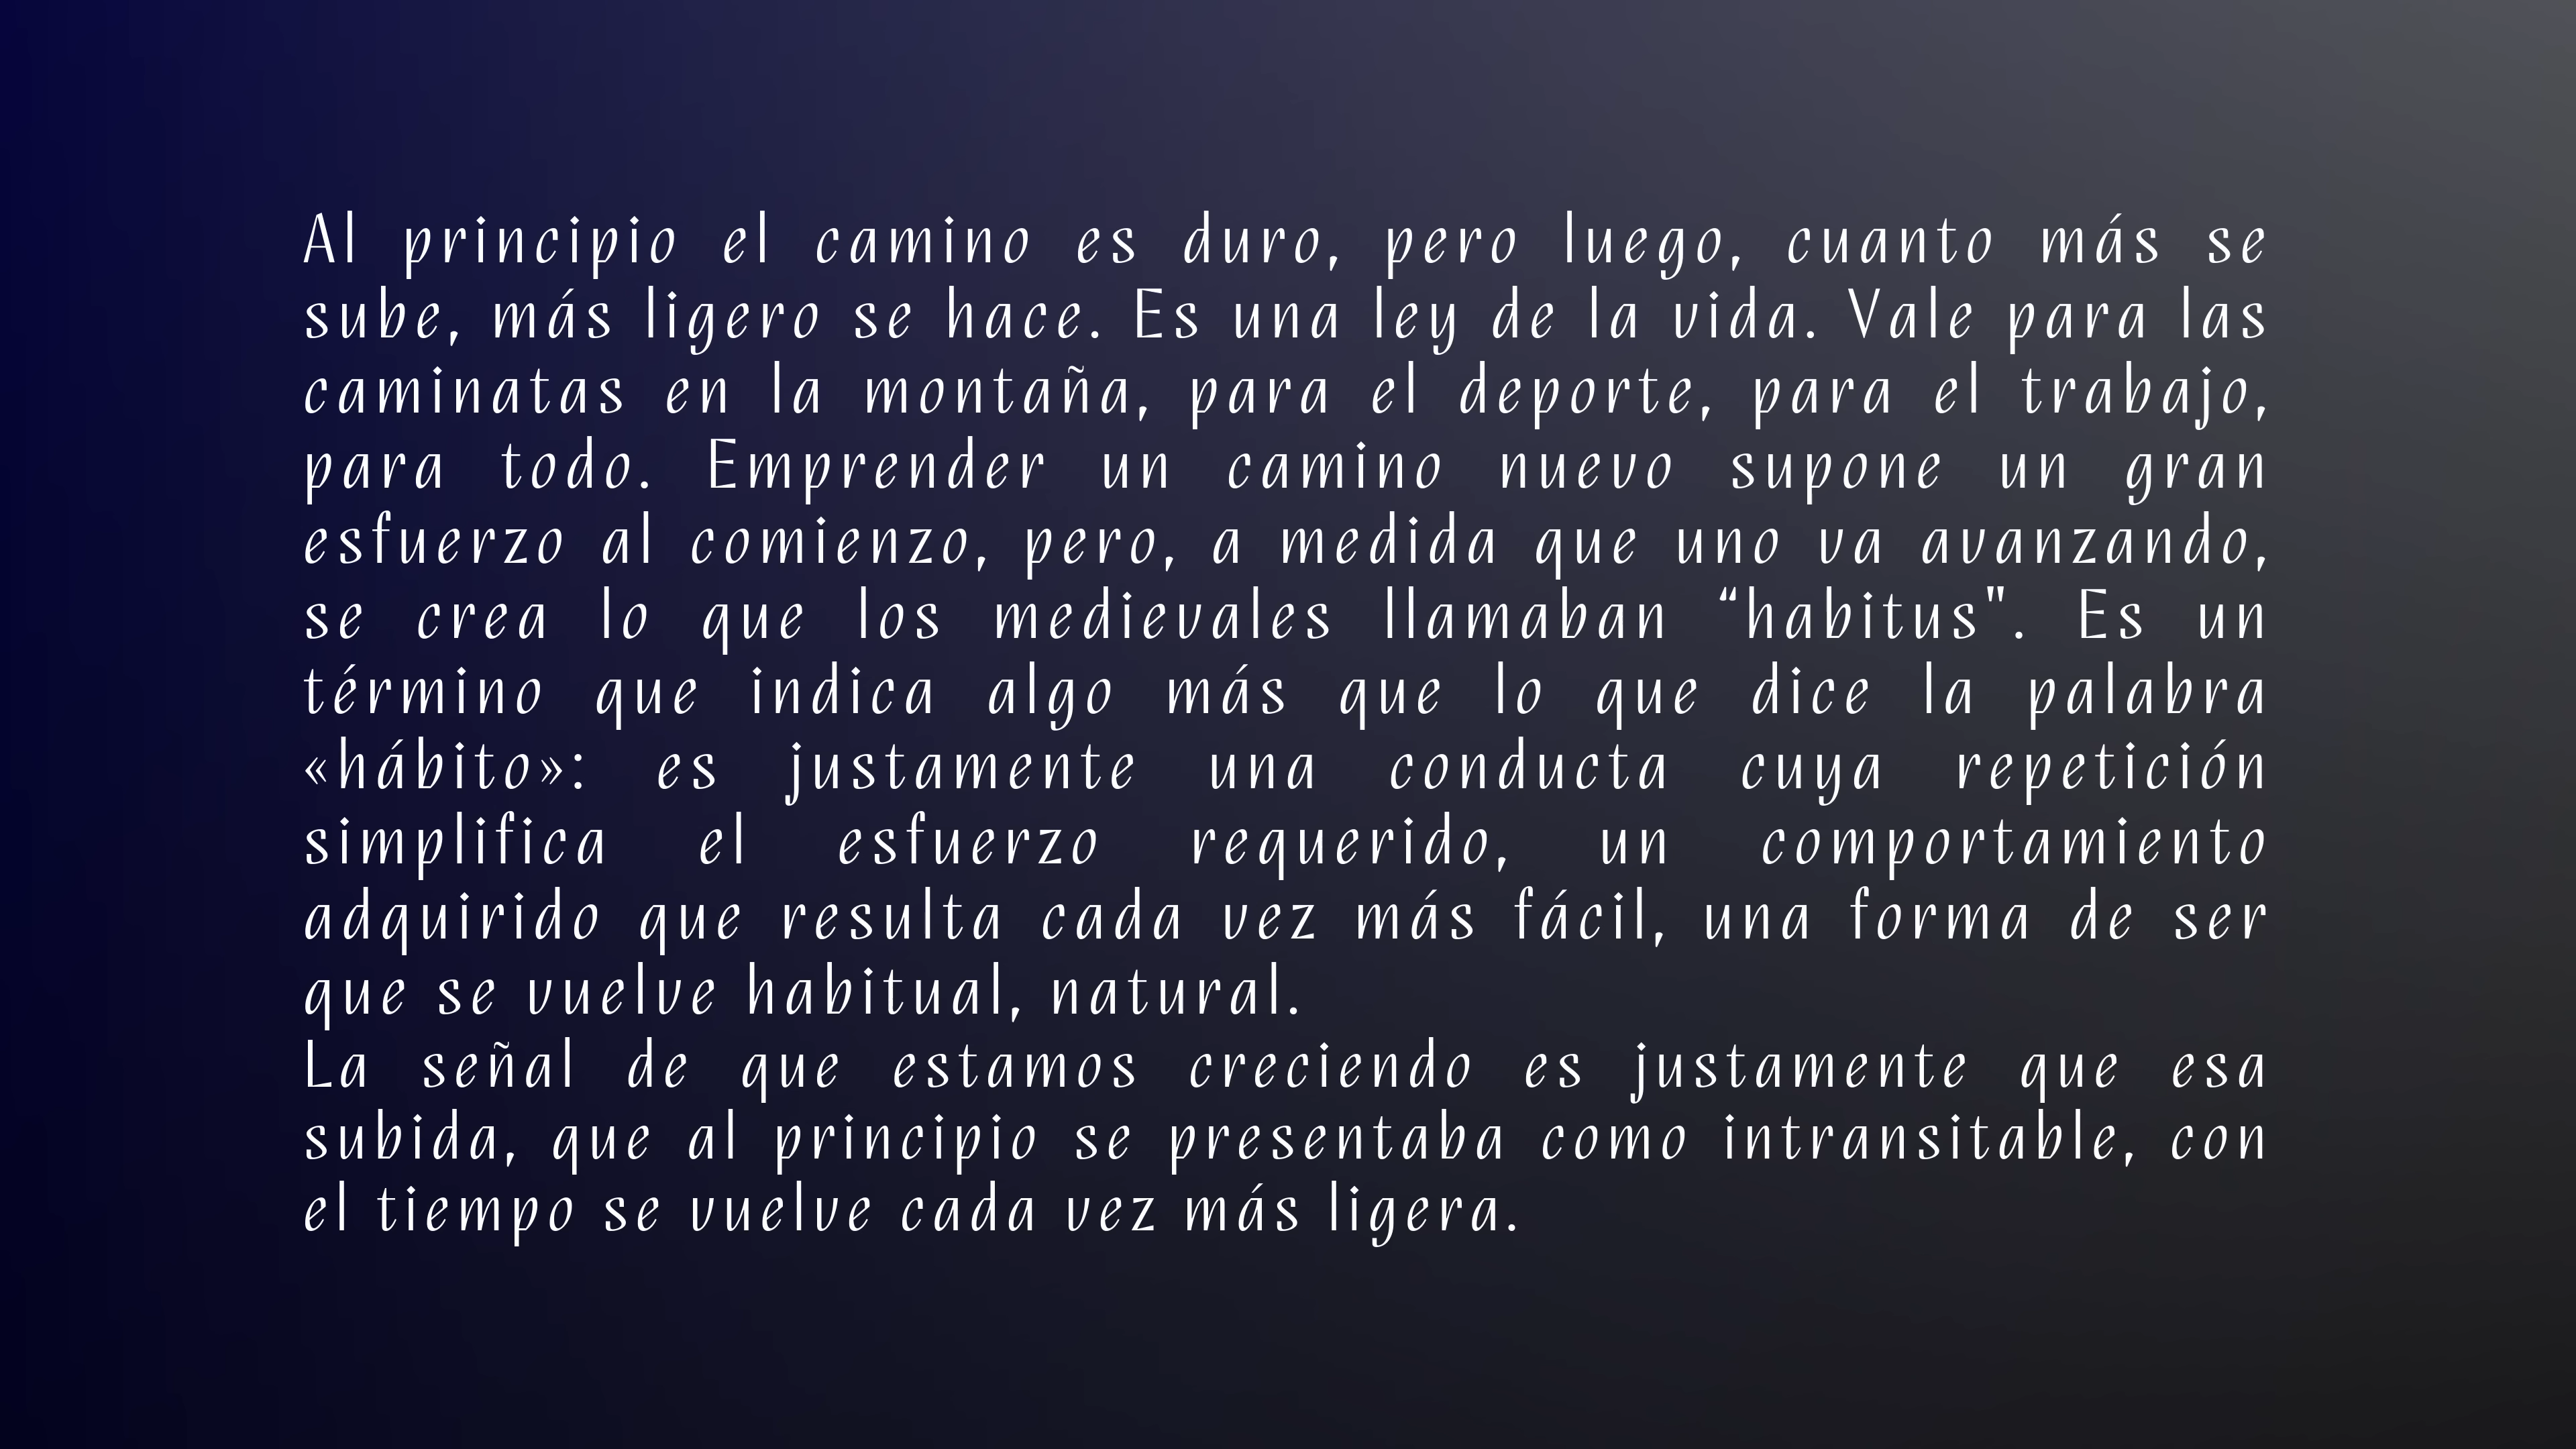 Al principio el camino es duro, pero luego, cuanto más se
sube, más ligero se hace. Es una ley de la vida. Vale para las
caminatas en la montaña, para el deporte, para el trabajo,
para todo. Emprender un camino nuevo supone un gran
esfuerzo al comienzo, pero, a medida que uno va avanzando,
se crea lo que los medievales llamaban “habitus". Es un
término que indica algo más que lo que dice la palabra
«hábito»: es justamente una conducta cuya repetición
simplifica el esfuerzo requerido, un comportamiento
adquirido que resulta cada vez más fácil, una forma de ser
que se vuelve habitual, natural.
La señal de que estamos creciendo es justamente que esa
subida, que al principio se presentaba como intransitable, con
el tiempo se vuelve cada vez más ligera.